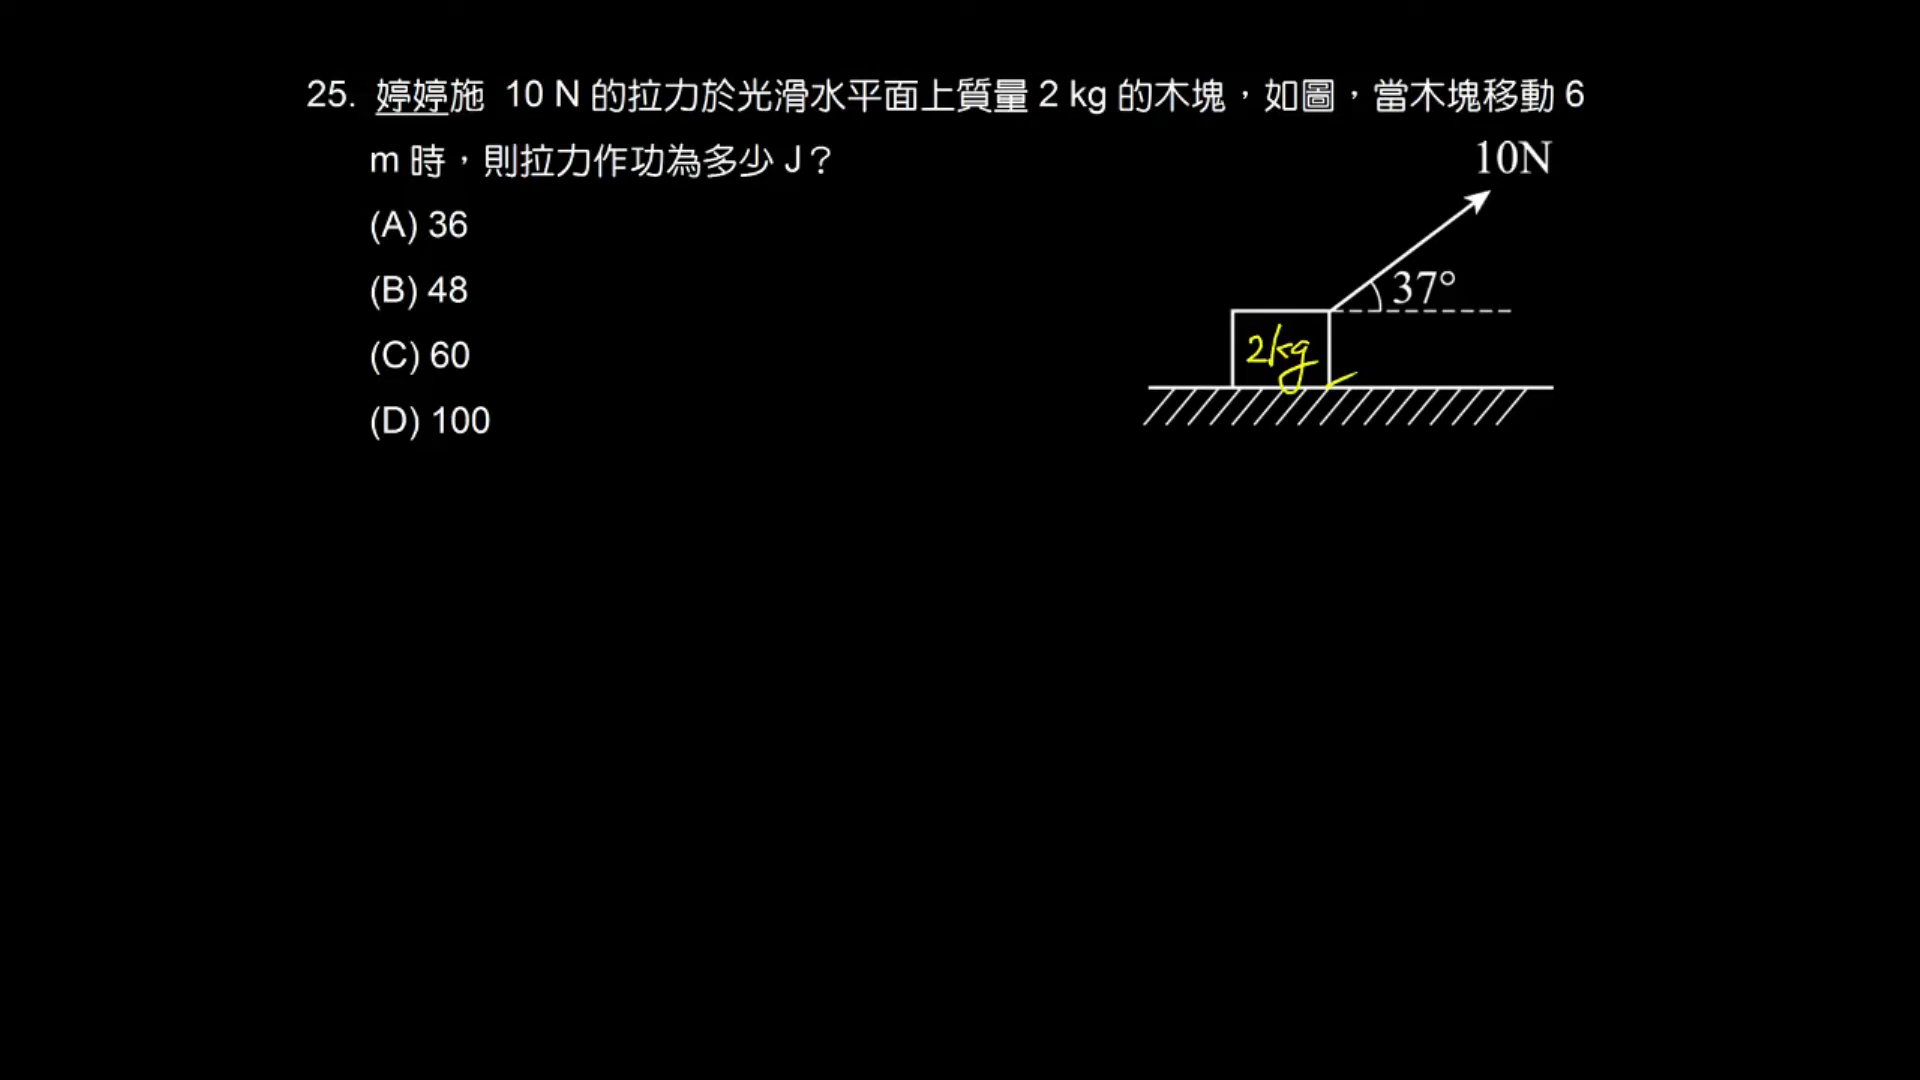 25. 婷婷施 10 N 的拉力於光滑水平面上質量 2 kg 的木塊，如圖，當木塊移動 6
m 時，則拉力作功為多少 J？
10N
(A) 36
(B) 48
37°
(C) 60
2kg
(D) 100